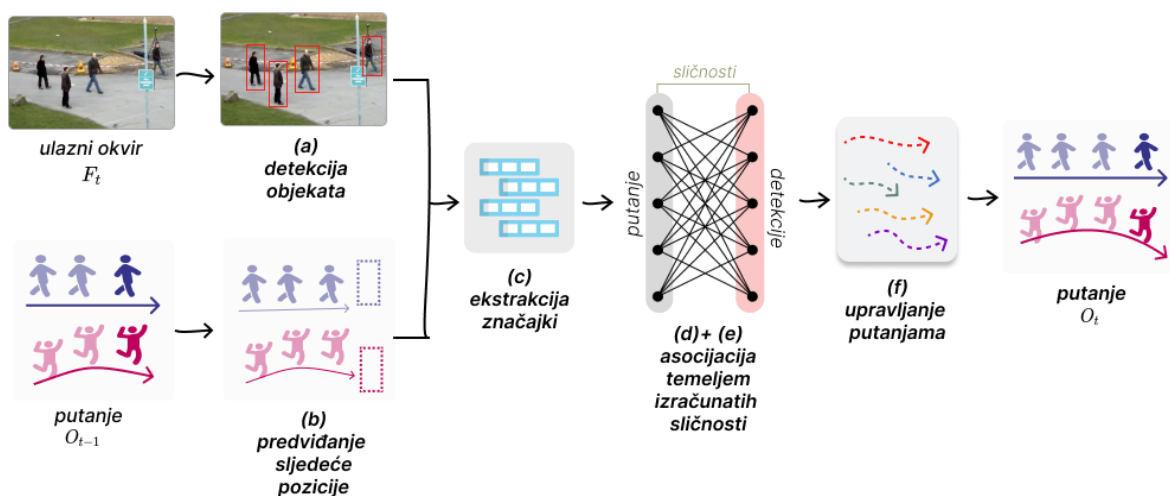 ulazni okvir
F_t
(a)
detekcija
objekata
putanje
O_{t-1}
(b)
predviđanje
sljedeće
pozicije
(c)
ekstrakcija
značajki
sličnosti
putanje
detekcije
(d)+ (e)
asocijacija
temeljem
izračunatih
sličnosti
(f)
upravljanje
putanjama
putanje
O_t